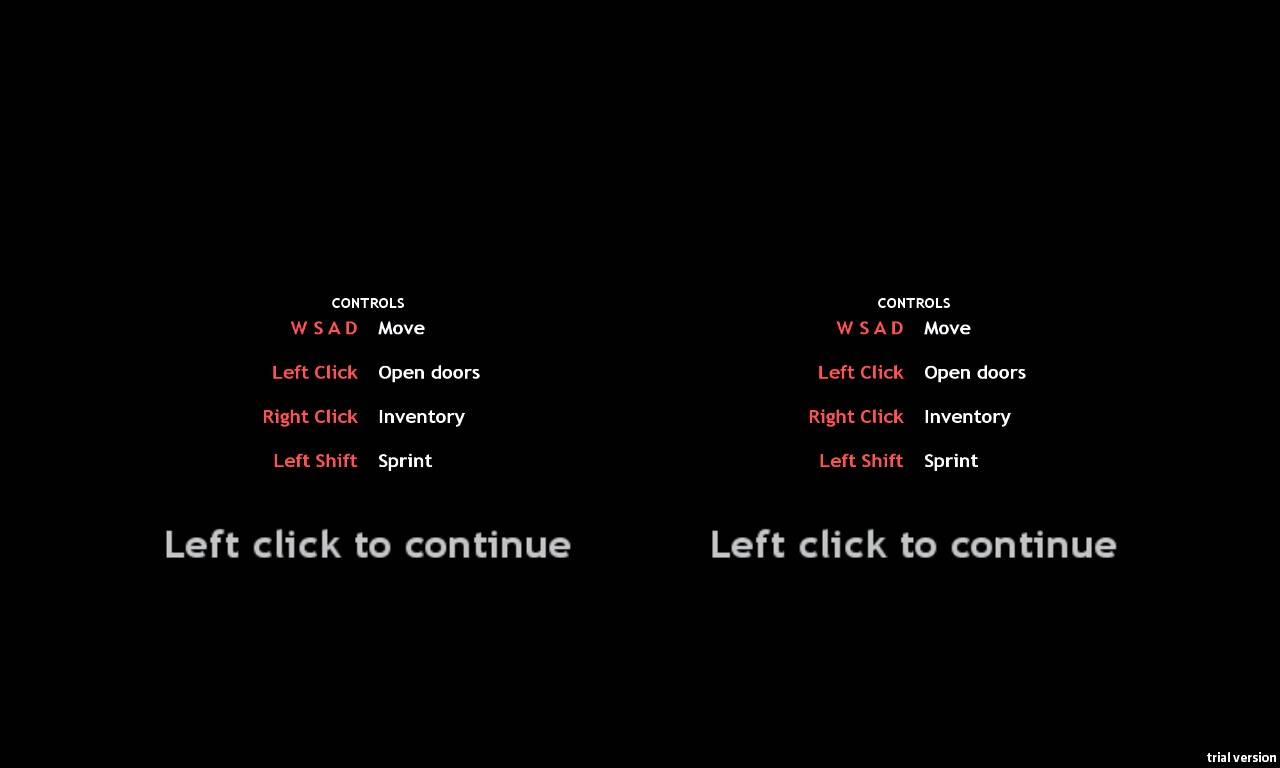 CONTROLS
W S A D Move
Left Click Open doors
Right Click Inventory
Left Shift Sprint
Left click to continue
CONTROLS
W S A D Move
Left Click Open doors
Right Click Inventory
Left Shift Sprint
Left click to continue
trial version